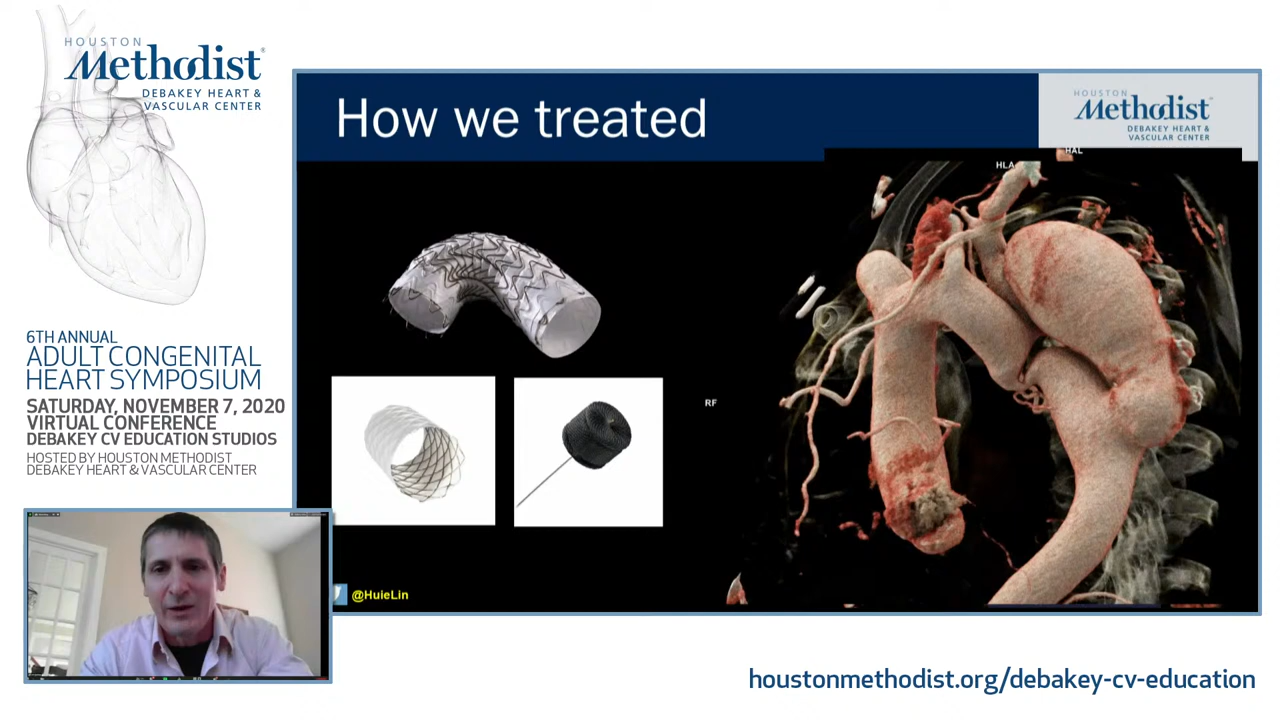 HOUSTON
Methodist
DEBAKEY HEART &
VASCULAR CENTER
6TH ANNUAL
ADULT CONGENITAL
HEART SYMPOSIUM
SATURDAY, NOVEMBER 7, 2020
VIRTUAL CONFERENCE
DEBAKEY CV EDUCATION STUDIOS
HOSTED BY HOUSTON METHODIST
DEBAKEY HEART & VASCULAR CENTER
How we treated
HOUSTON
Methodist
DEBAKEY HEART &
VASCULAR CENTER
HAL
HLA
RF
@HuieLin
houstonmethodist.org/debakey-cv-education